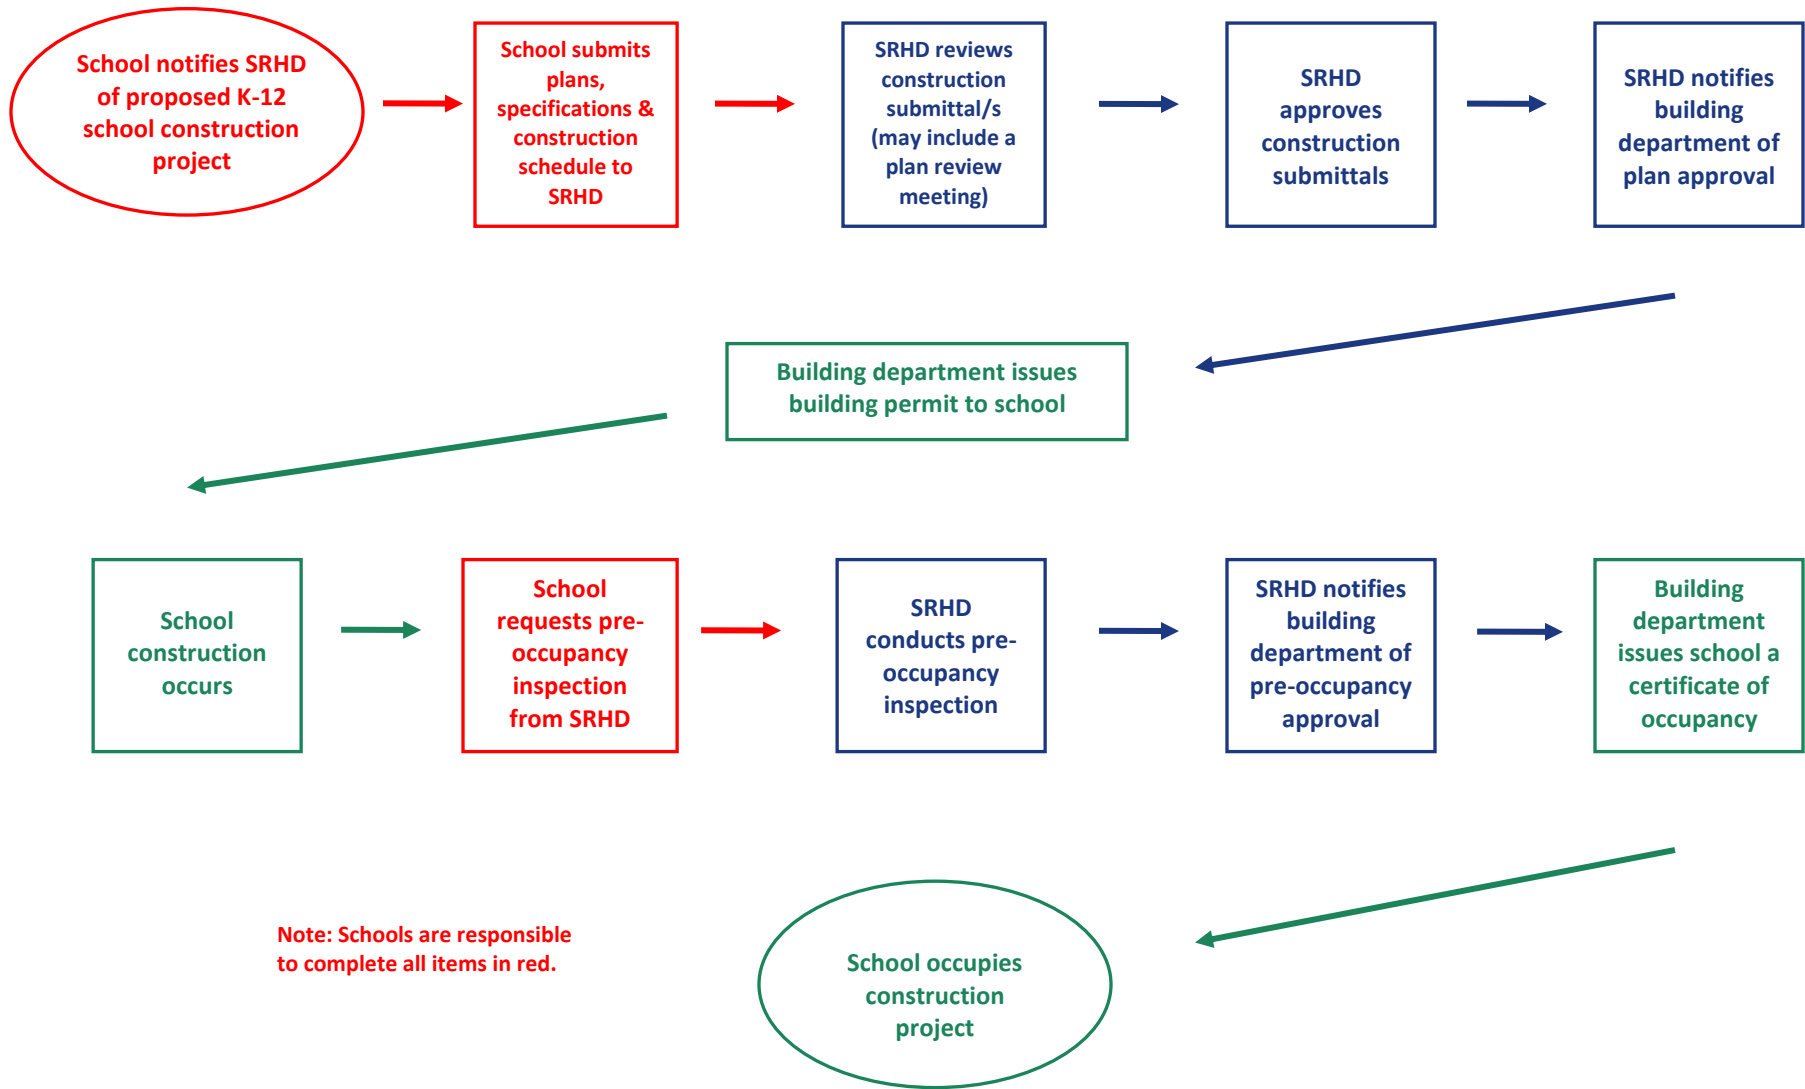 School notifies SRHD
of proposed K-12
school construction
project
School submits
plans,
specifications &
construction
schedule to
SRHD
SRHD reviews
construction
submittal/s
(may include a
plan review
meeting)
SRHD
approves
construction
submittals
SRHD notifies
building
department of
plan approval
Building department issues
building permit to school
School
construction
occurs
School
requests pre-
occupancy
inspection
from SRHD
SRHD
conducts pre-
occupancy
inspection
SRHD notifies
building
department of
pre-occupancy
approval
Building
department
issues school a
certificate of
occupancy
Note: Schools are responsible
to complete all items in red.
School occupies
construction
project